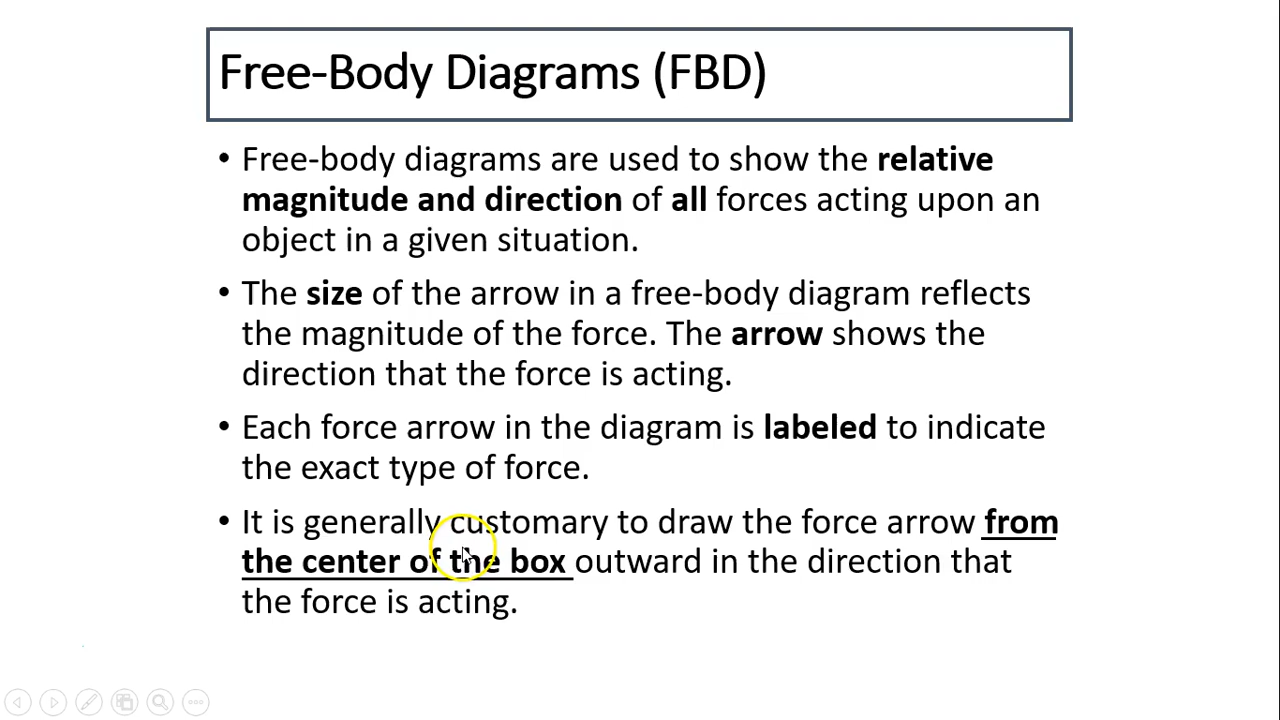 Free-Body Diagrams (FBD)
• Free-body diagrams are used to show the relative
magnitude and direction of all forces acting upon an
object in a given situation.
• The size of the arrow in a free-body diagram reflects
the magnitude of the force. The arrow shows the
direction that the force is acting.
• Each force arrow in the diagram is labeled to indicate
the exact type of force.
• It is generally customary to draw the force arrow from
the center of the box outward in the direction that
the force is acting.